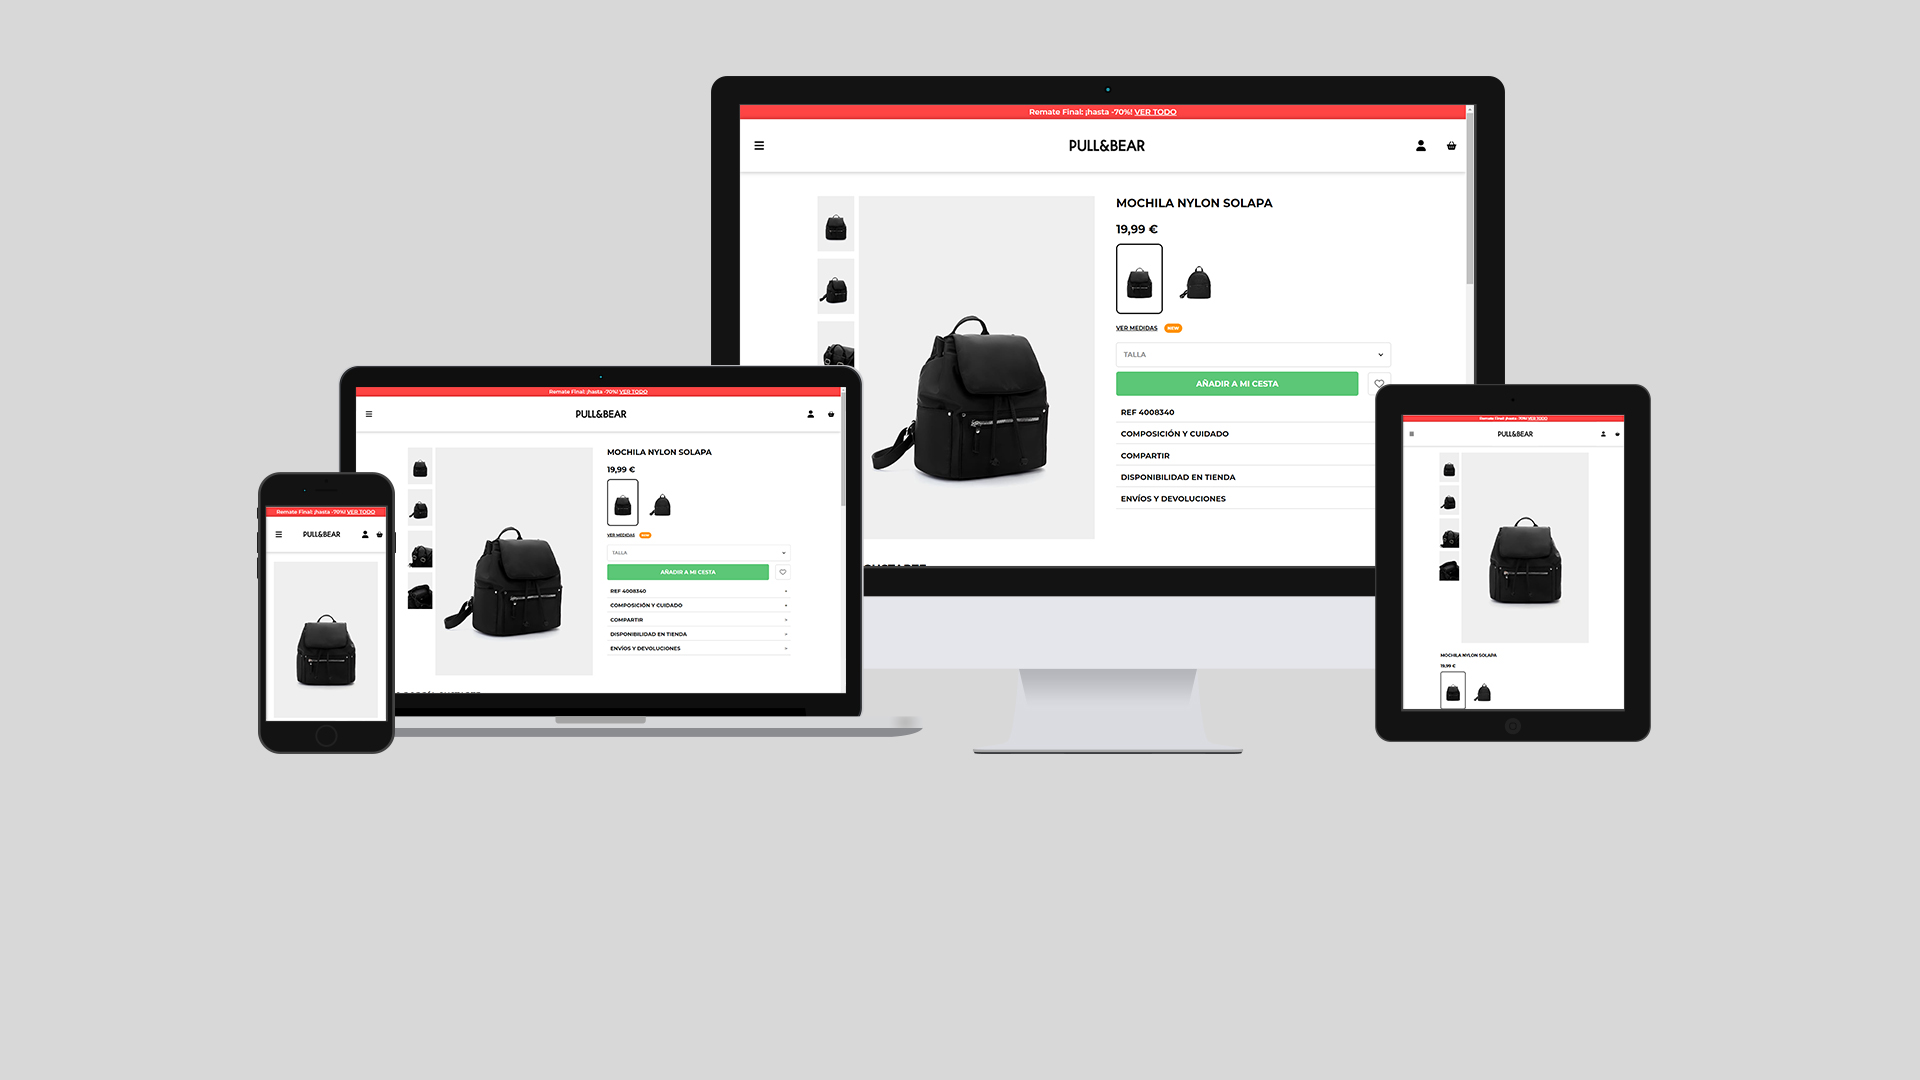 Remate Final: ¡hasta -70%! VER TODO
PULL&BEAR
MOCHILA NYLON SOLAPA
19,99 €
VER MEDIDAS NEW
TALLA
AÑADIR A MI CESTA
REF 4008340
COMPOSICIÓN Y CUIDADO
COMPARTIR
DISPONIBILIDAD EN TIENDA
ENVÍOS Y DEVOLUCIONES
Remate Final: ¡hasta -70%! VER TODO
PULL&BEAR
MOCHILA NYLON SOLAPA
19,99 €
VER MEDIDAS NEW
TALLA
AÑADIR A MI CESTA
REF 4008340
COMPOSICIÓN Y CUIDADO
COMPARTIR
DISPONIBILIDAD EN TIENDA
ENVÍOS Y DEVOLUCIONES
Remate Final: ¡hasta -70%! VER TODO
PULL&BEAR
Remate Final: ¡hasta -70%! VER TODO
PULL&BEAR
MOCHILA NYLON SOLAPA
19,99 €